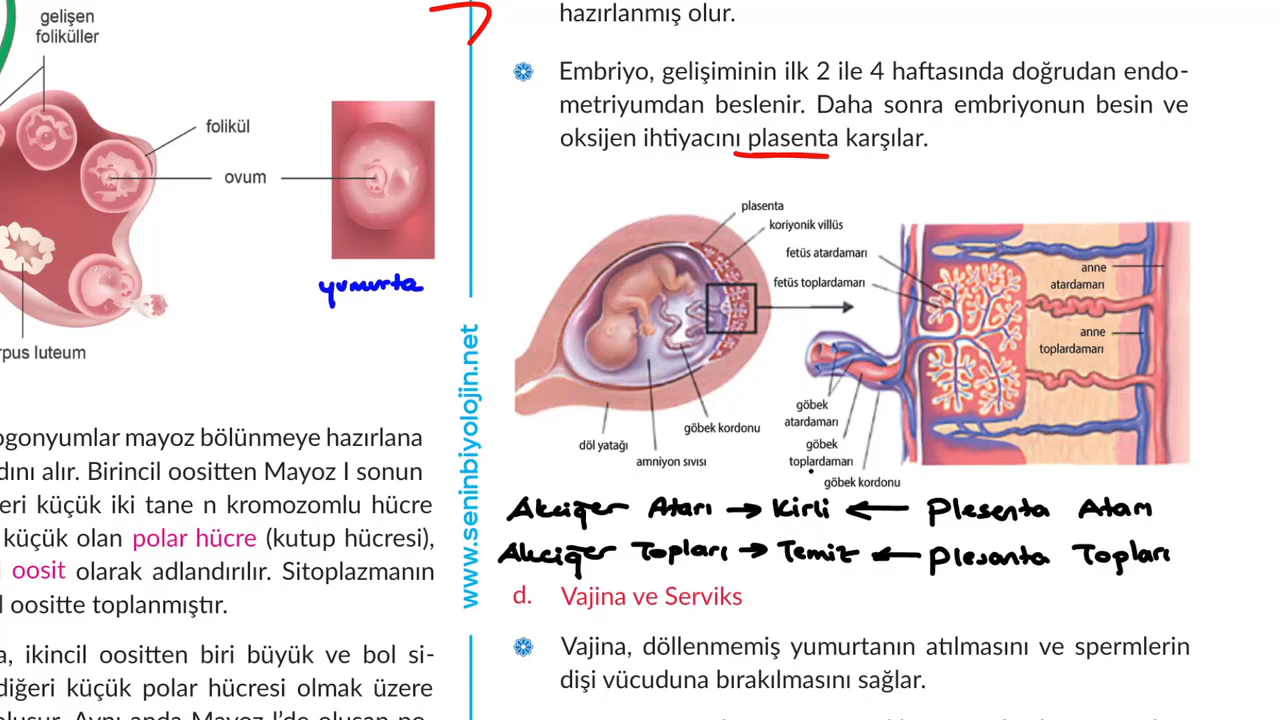 gelişen
foliküller
folikül
ovum
yumurta
rpus luteum
ogonyumlar mayoz bölünmeye hazırlana
dını alır. Birincil oositten Mayoz I sonun
eri küçük iki tane n kromozomlu hücre
küçük olan polar hücre (kutup hücresi),
oosit olarak adlandırılır. Sitoplazmanın
l oositte toplanmıştır.
a, ikincil oositten biri büyük ve bol si-
diğeri küçük polar hücresi olmak üzere
www.seninbiyolojin.net
hazırlanmış olur.
Embriyo, gelişiminin ilk 2 ile 4 haftasında doğrudan endo-
metriyumdan beslenir. Daha sonra embriyonun besin ve
oksijen ihtiyacını plasenta karşılar.
plasenta
koriyonik villüs
fetüs atardamarı
fetüs toplardamarı
anne
atardamarı
anne
toplardamarı
göbek
atardamarı
göbek
toplardamarı
göbek kordonu
göbek kordonu
döl yatağı
amniyon sıvısı
Akciğer Atarı → Kirli ← Plesenta Atarı
Akciğer Topları → Temiz ← Plesanta Topları
d. Vajina ve Serviks
Vajina, döllenmemiş yumurtanın atılmasını ve spermlerin
dişi vücuduna bırakılmasını sağlar.